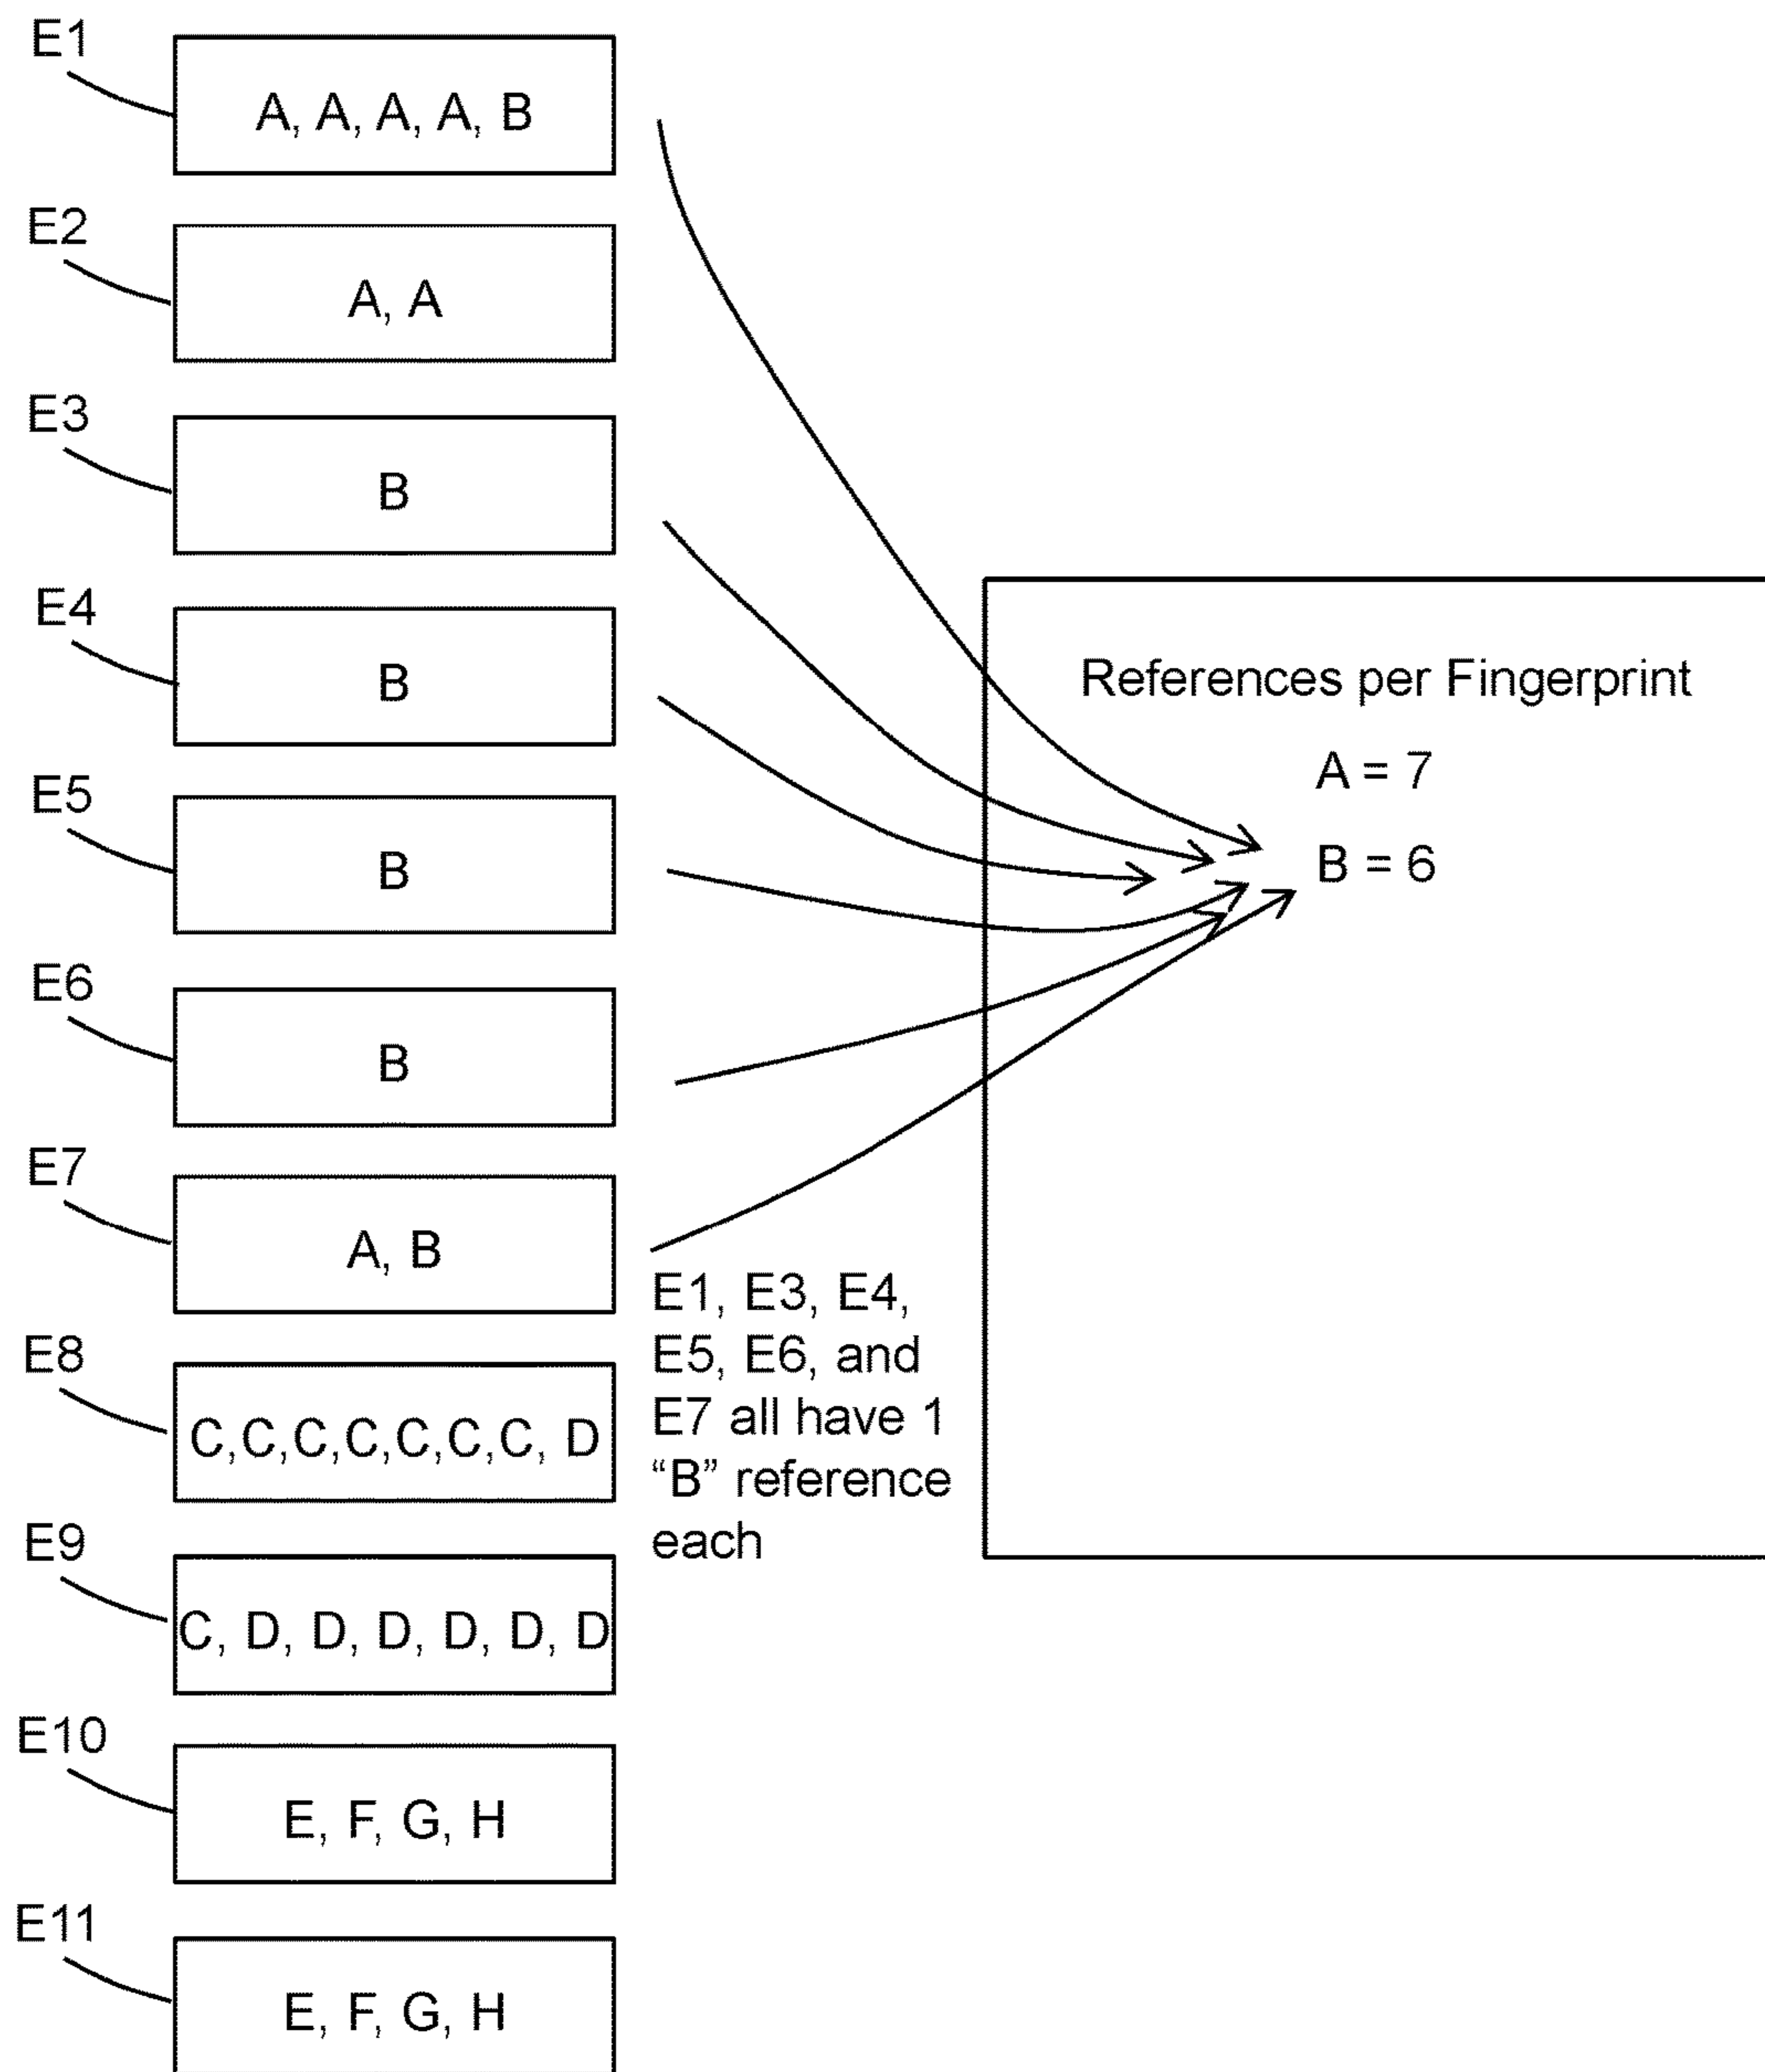 E1
A, A, A, A, B
E2
A, A
E3
B
E4
B
E5
B
E6
B
E7
A, B
E8
C,C,C,C,C,C,C, D
E9
C, D, D, D, D, D, D
E10
E, F, G, H
E11
E, F, G, H
E1, E3, E4,
E5, E6, and
E7 all have 1
“B” reference
each
References per Fingerprint
A = 7
B = 6